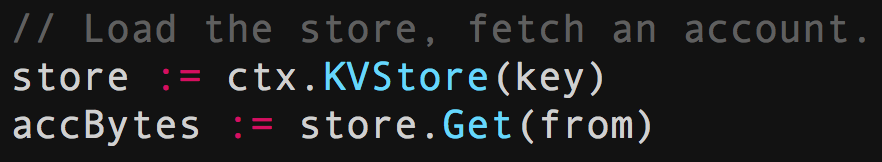 // Load the store, fetch an account.
store := ctx.KVStore(key)
accBytes := store.Get(from)